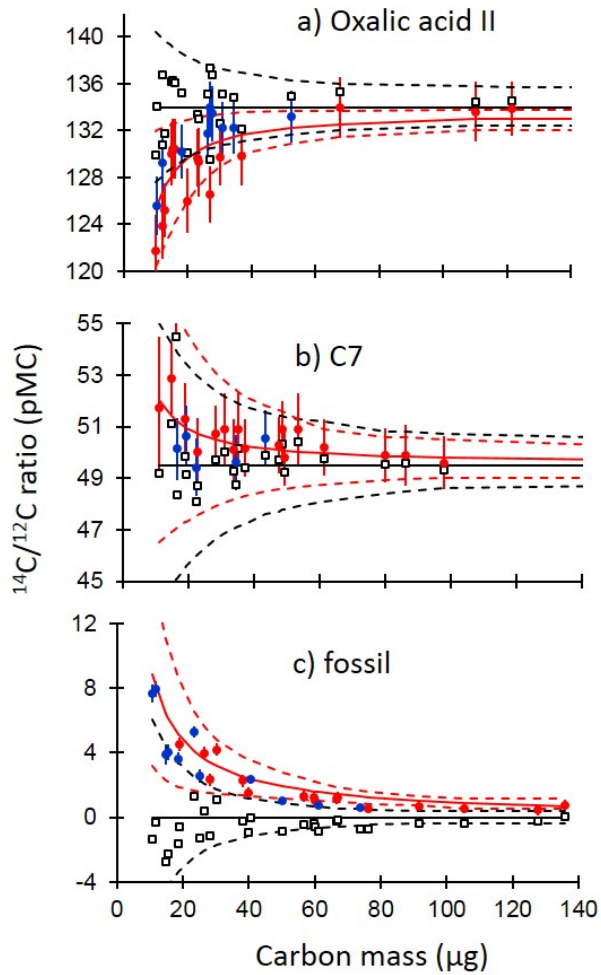 a) Oxalic acid II
140
136
132
128
124
120
b) C7
55
53
51
49
47
45
¹⁴C/¹²C ratio (pMC)
c) fossil
12
8
4
0
-4
0 20 40 60 80 100 120 140
Carbon mass (µg)